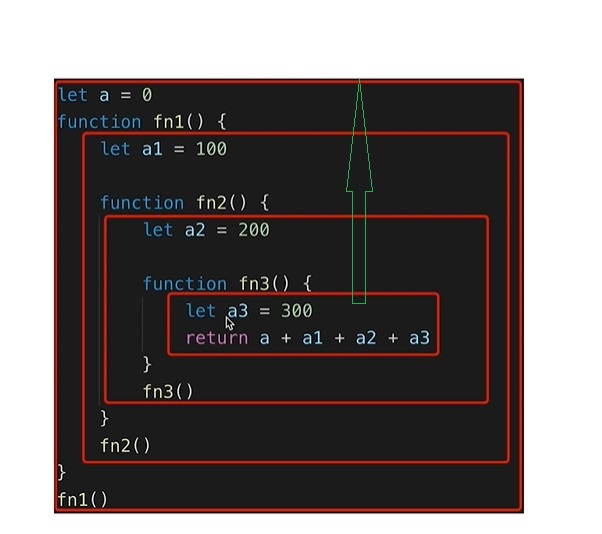 let a = 0
function fn1() {
let a1 = 100
function fn2() {
let a2 = 200
function fn3() {
let a3 = 300
return a + a1 + a2 + a3
}
fn3()
}
fn2()
}
fn1()